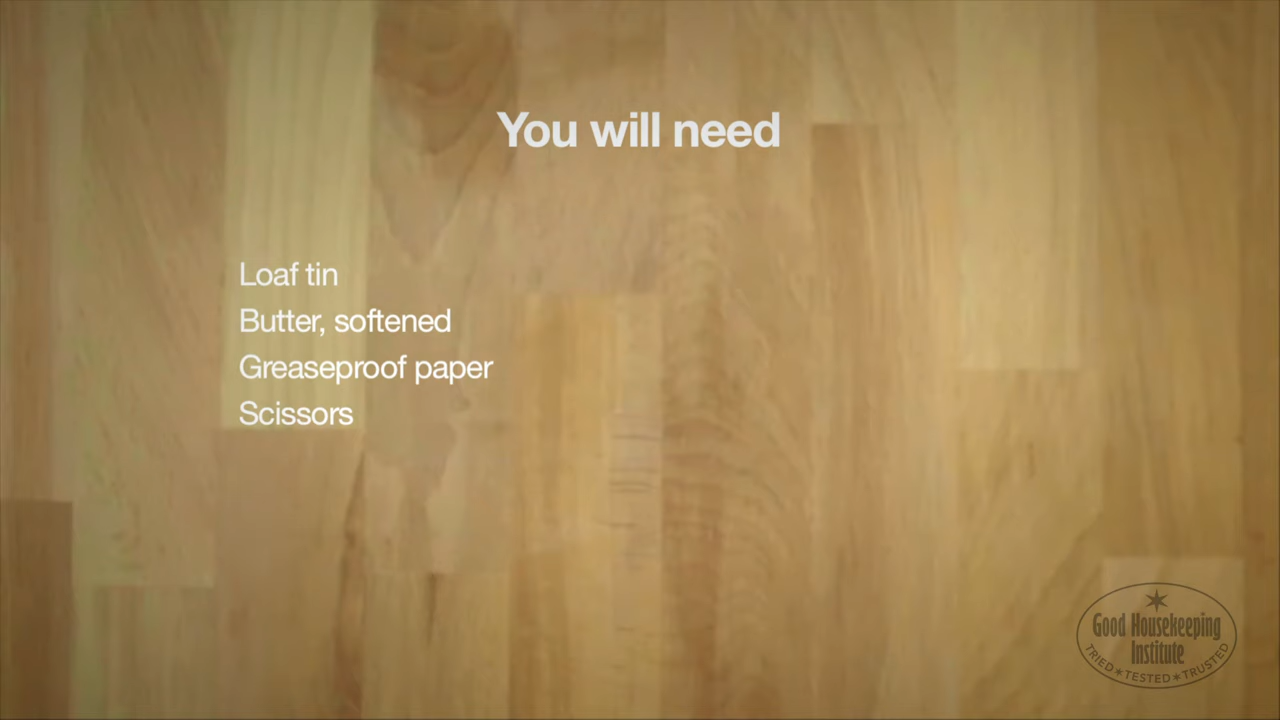 You will need
Loaf tin
Butter, softened
Greaseproof paper
Scissors
Good Housekeeping
Institute
TRIED★TESTED★TRUSTED